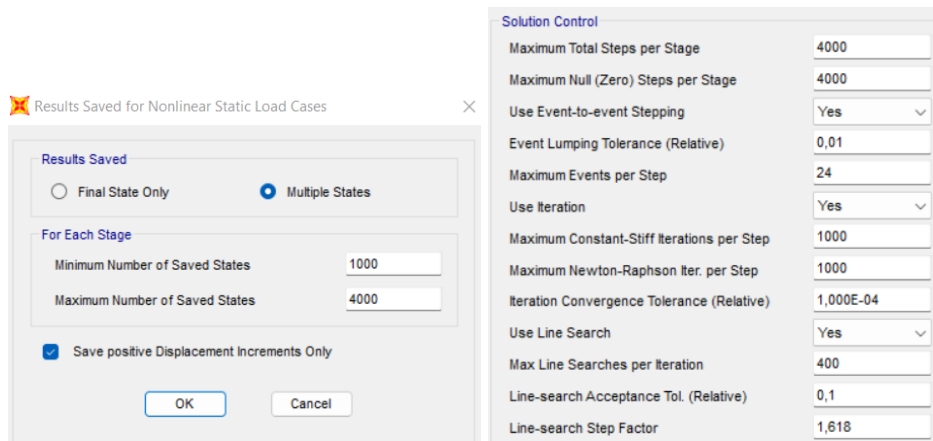 Results Saved for Nonlinear Static Load Cases
Results Saved
Final State Only
Multiple States
For Each Stage
Minimum Number of Saved States 1000
Maximum Number of Saved States 4000
Save positive Displacement Increments Only
OK
Cancel
Solution Control
Maximum Total Steps per Stage 4000
Maximum Null (Zero) Steps per Stage 4000
Use Event-to-event Stepping Yes
Event Lumping Tolerance (Relative) 0,01
Maximum Events per Step 24
Use Iteration Yes
Maximum Constant-Stiff Iterations per Step 1000
Maximum Newton-Raphson Iter. per Step 1000
Iteration Convergence Tolerance (Relative) 1,000E-04
Use Line Search Yes
Max Line Searches per Iteration 400
Line-search Acceptance Tol. (Relative) 0,1
Line-search Step Factor 1,618